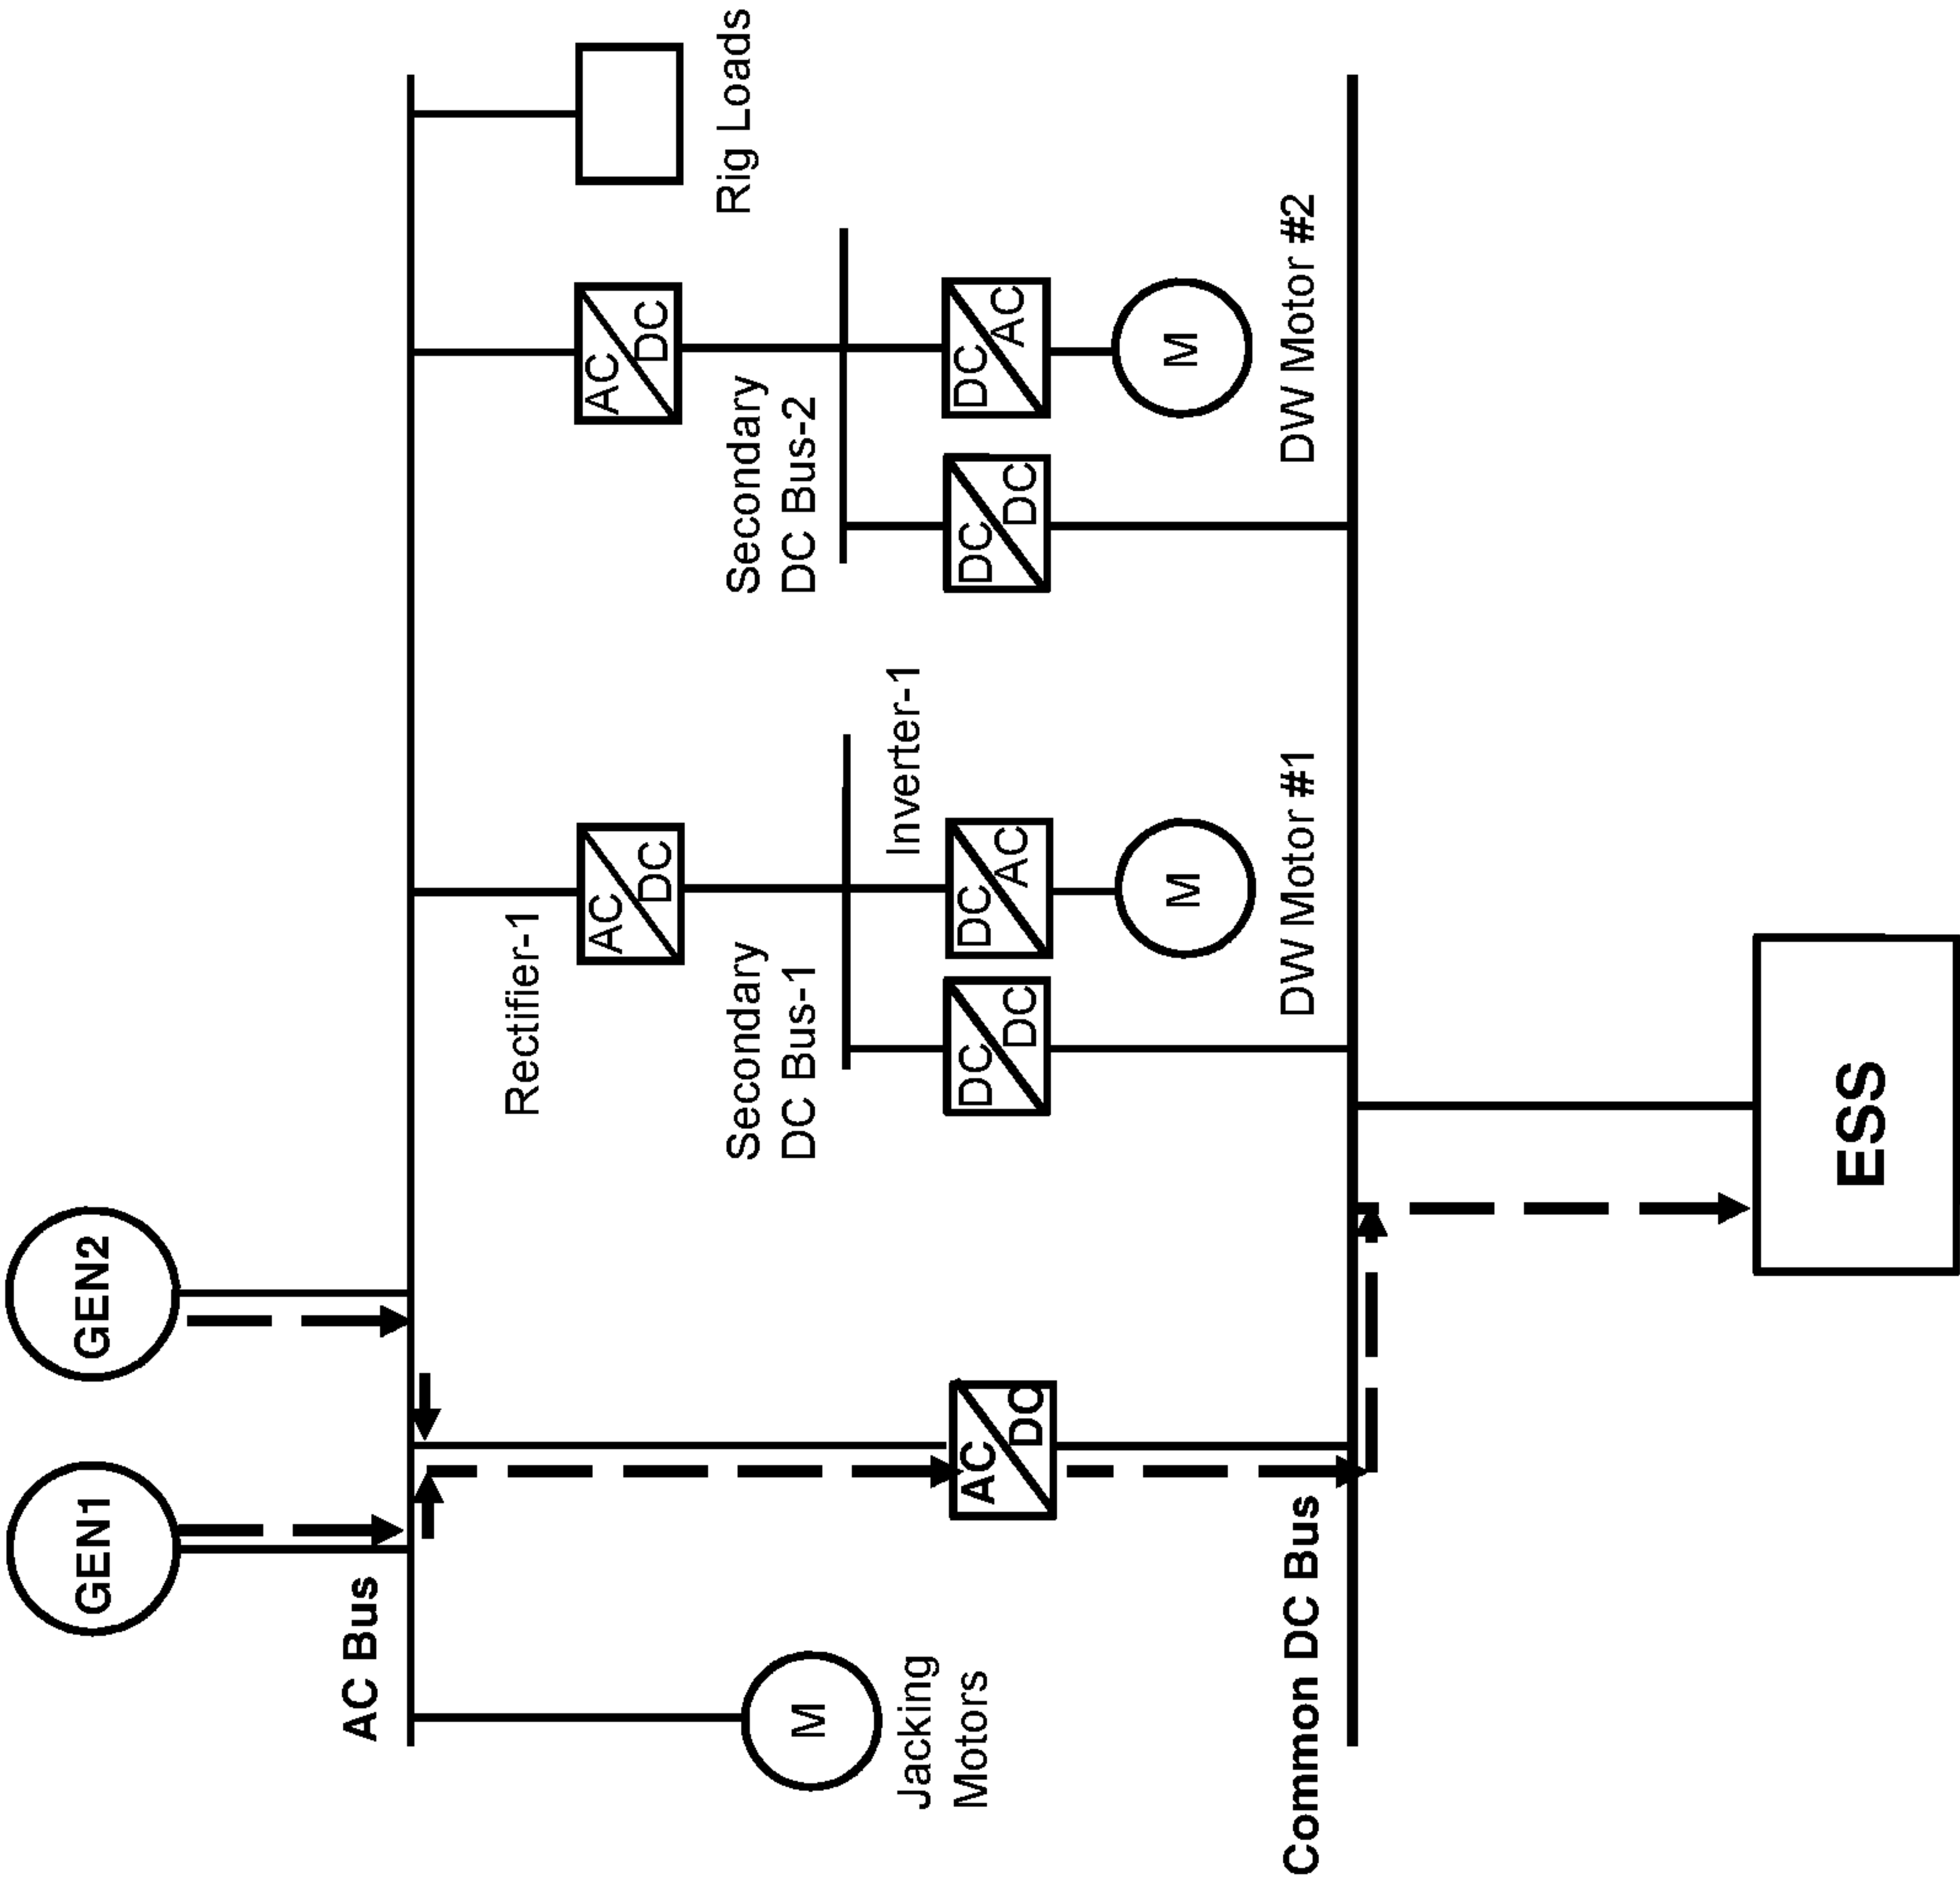 GEN1
GEN2
AC Bus
Rectifier-1
AC
DC
AC
DC
Rig Loads
Secondary
DC Bus-1
Secondary
DC Bus-2
M
Jacking
Motors
Inverter-1
AC
DC
DC
DC
DC
AC
DC
DC
DC
AC
M
M
Common DC Bus
DW Motor #1
DW Motor #2
ESS